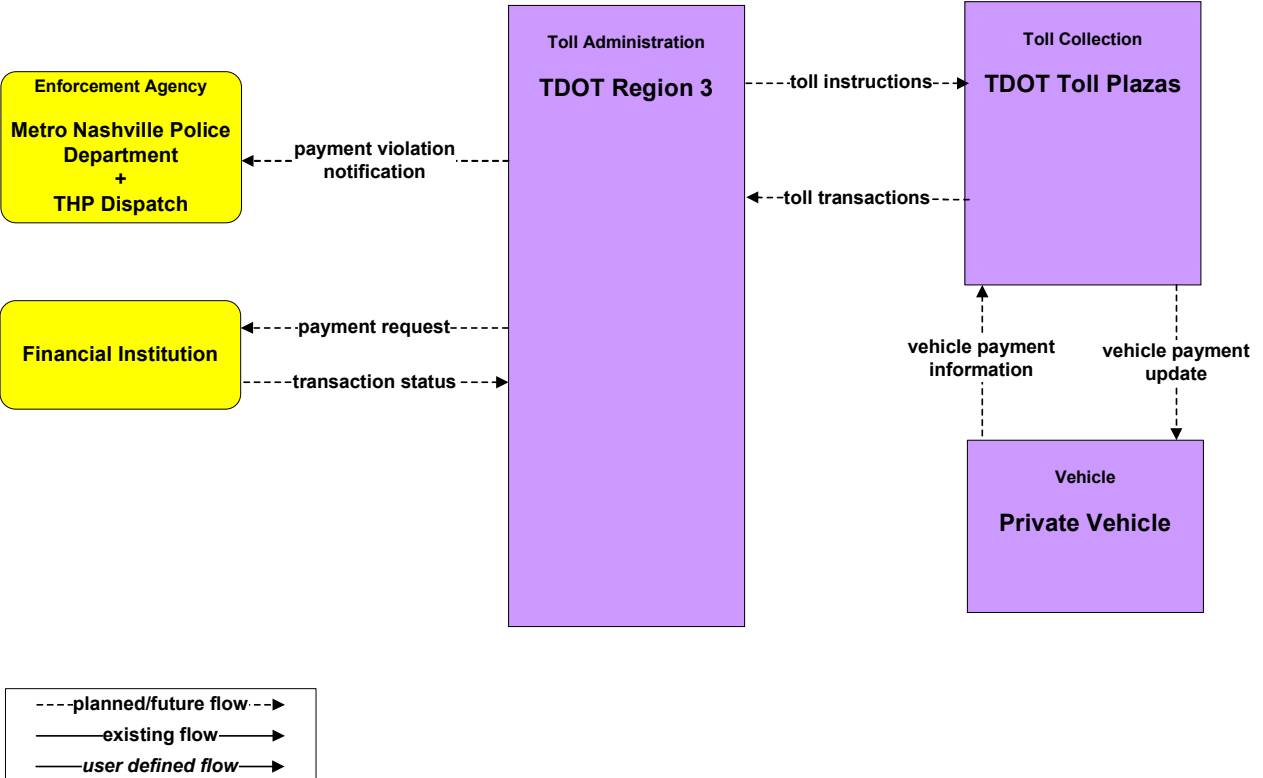 Toll Administration
TDOT Region 3
Toll Collection
TDOT Toll Plazas
Enforcement Agency
Metro Nashville Police
Department
+
THP Dispatch
payment violation
notification
toll instructions
toll transactions
Financial Institution
payment request
transaction status
vehicle payment
information
vehicle payment
update
Vehicle
Private Vehicle
planned/future flow
existing flow
user defined flow